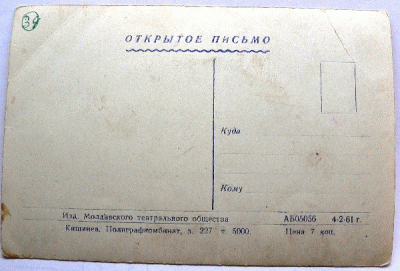 34
ОТКРЫТОЕ ПИСЬМО
Куда
Кому
Изд. Молдавского театрального общества АБ05056 4-2-61 г.
Кишинев, Полиграфкомбинат, з. 227 т. 5000. Цена 7 коп.